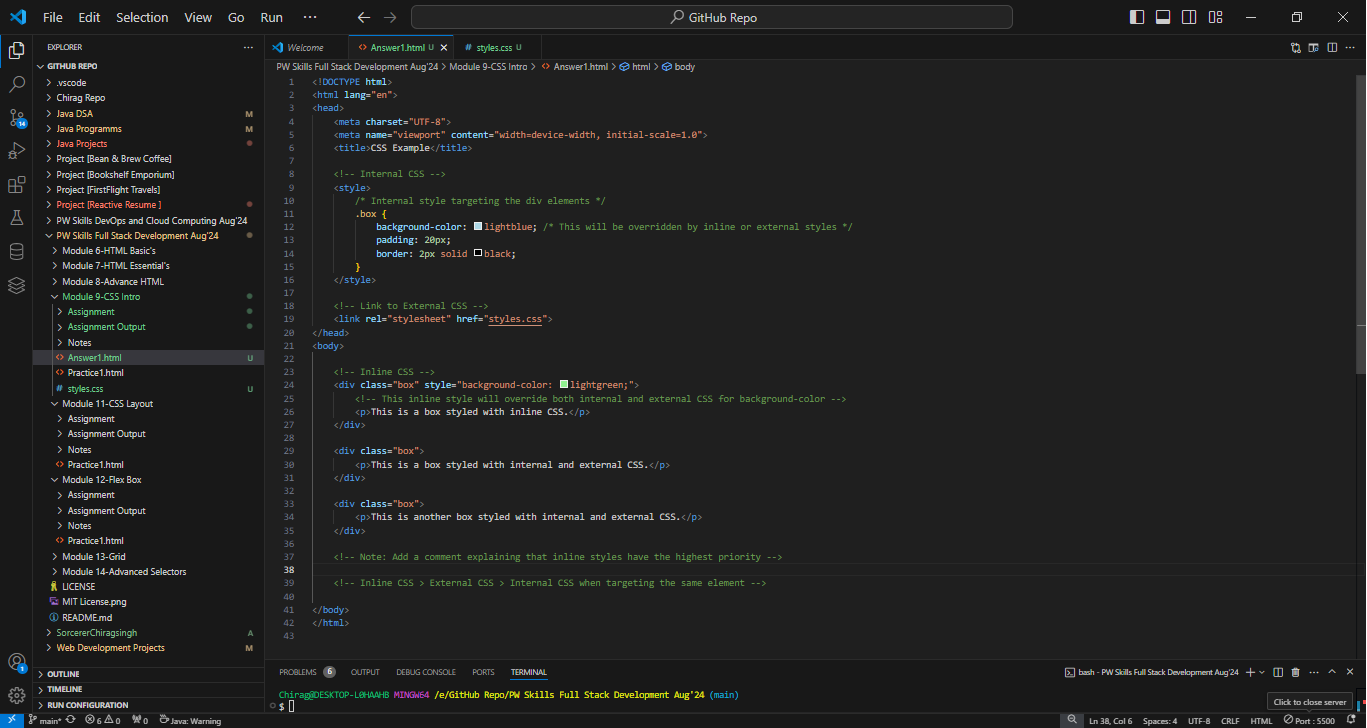 File Edit Selection View Go Run ··· GitHub Repo
EXPLORER ···
GITHUB REPO
.vscode
Chirag Repo
Java DSA M
Java Programms M
Java Projects
Project [Bean & Brew Coffee]
Project [Bookshelf Emporium]
Project [FirstFlight Travels]
Project [Reactive Resume ]
PW Skills DevOps and Cloud Computing Aug'24
PW Skills Full Stack Development Aug'24
Module 6-HTML Basic's
Module 7-HTML Essential's
Module 8-Advance HTML
Module 9-CSS Intro
Assignment
Assignment Output
Notes
Answer1.html U
Practice1.html
styles.css U
Module 11-CSS Layout
Assignment
Assignment Output
Notes
Practice1.html
Module 12-Flex Box
Assignment
Assignment Output
Notes
Practice1.html
Module 13-Grid
Module 14-Advanced Selectors
LICENSE
MIT License.png
README.md
SorcererChiragsingh A
Web Development Projects M
OUTLINE
TIMELINE
RUN CONFIGURATION
14
1
Welcome Answer1.html U styles.css U
PW Skills Full Stack Development Aug'24 > Module 9-CSS Intro > Answer1.html > html > body
1 <!DOCTYPE html>
2 <html lang="en">
3 <head>
4 <meta charset="UTF-8">
5 <meta name="viewport" content="width=device-width, initial-scale=1.0">
6 <title>CSS Example</title>
7
8 <!-- Internal CSS -->
9 <style>
10 /* Internal style targeting the div elements */
11 .box {
12 background-color: lightblue; /* This will be overridden by inline or external styles */
13 padding: 20px;
14 border: 2px solid black;
15 }
16 </style>
17
18 <!-- Link to External CSS -->
19 <link rel="stylesheet" href="styles.css">
20 </head>
21 <body>
22
23 <!-- Inline CSS -->
24 <div class="box" style="background-color: lightgreen;">
25 <!-- This inline style will override both internal and external CSS for background-color -->
26 <p>This is a box styled with inline CSS.</p>
27 </div>
28
29 <div class="box">
30 <p>This is a box styled with internal and external CSS.</p>
31 </div>
32
33 <div class="box">
34 <p>This is another box styled with internal and external CSS.</p>
35 </div>
36
37 <!-- Note: Add a comment explaining that inline styles have the highest priority -->
38
39 <!-- Inline CSS > External CSS > Internal CSS when targeting the same element -->
40
41 </body>
42 </html>
43
PROBLEMS 6 OUTPUT DEBUG CONSOLE PORTS TERMINAL bash - PW Skills Full Stack Development Aug'24
Chirag@DESKTOP-L0HAAHB MINGW64 /e/GitHub Repo/PW Skills Full Stack Development Aug'24 (main)
$
Click to close server
main* 6 0 0 Java: Warning Ln 38, Col 6 Spaces: 4 UTF-8 CRLF HTML Port : 5500